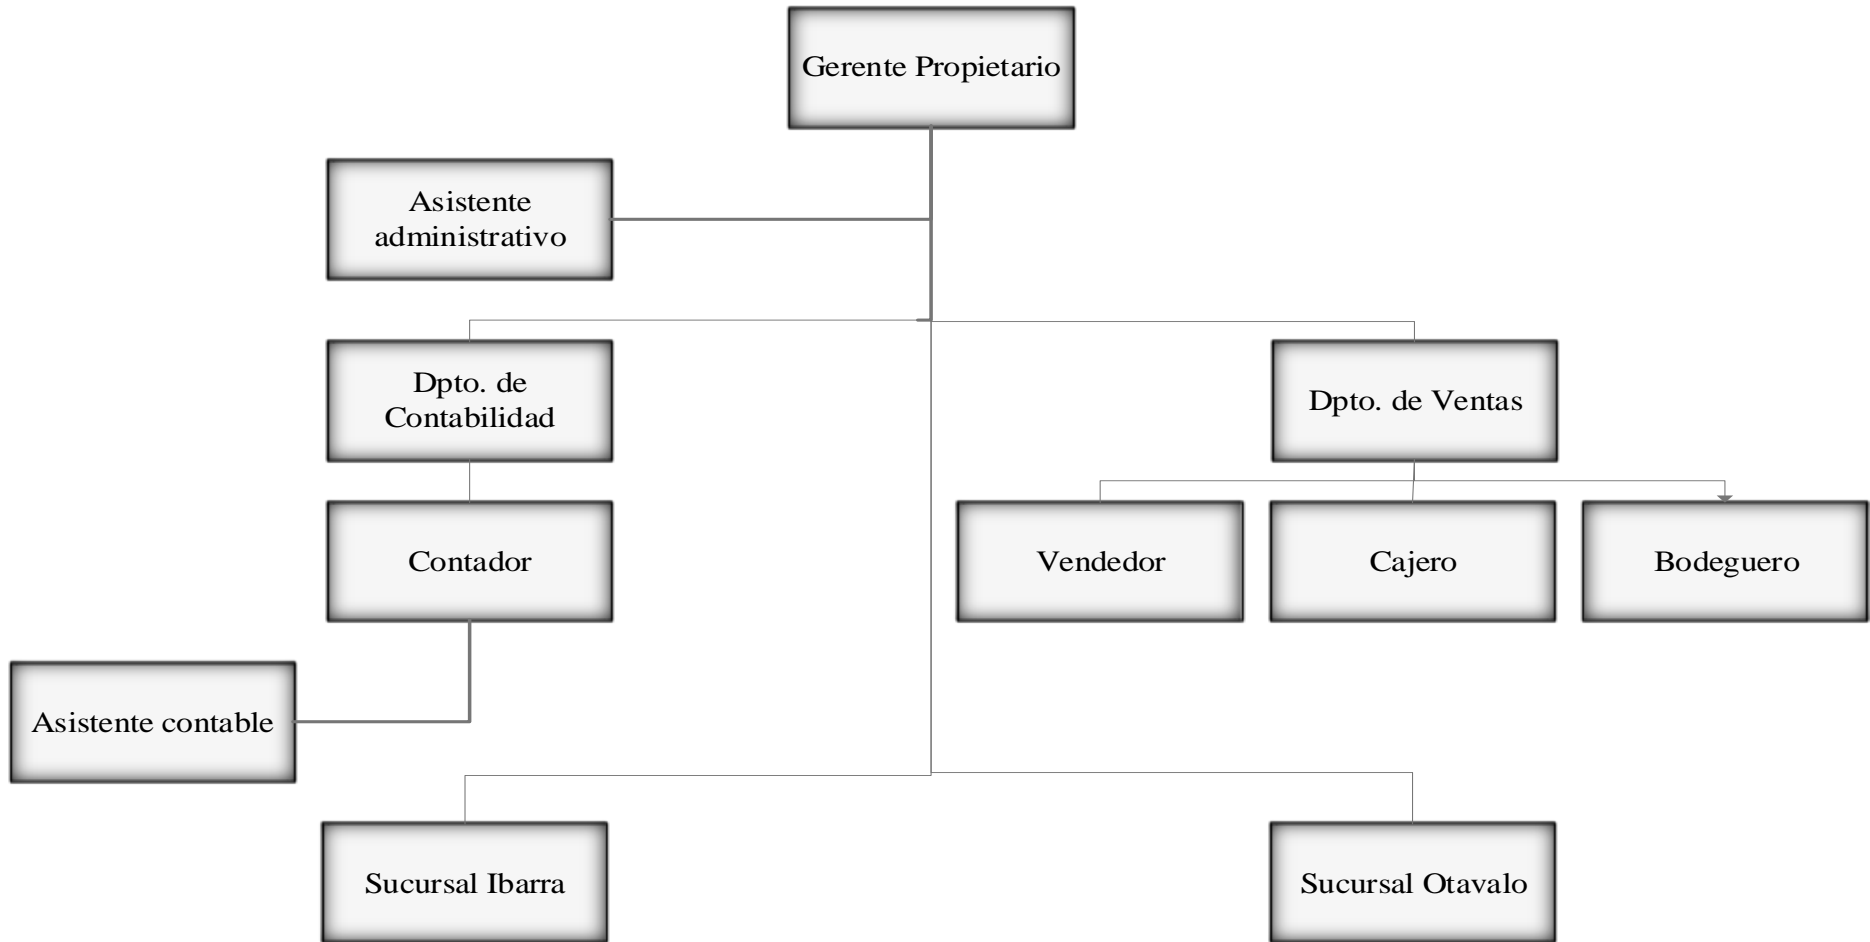 Gerente Propietario
Asistente
administrativo
Dpto. de
Contabilidad
Dpto. de Ventas
Contador
Vendedor
Cajero
Bodeguero
Asistente contable
Sucursal Ibarra
Sucursal Otavalo